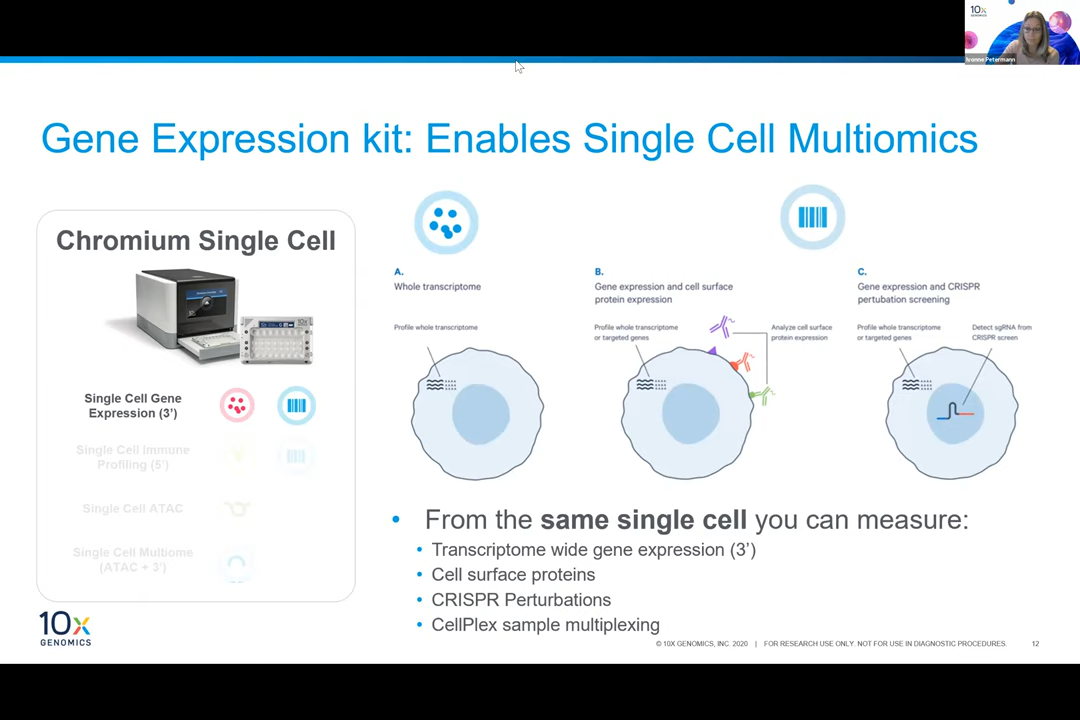 10x
GENOMICS
Ivonne Petermann
Gene Expression kit: Enables Single Cell Multiomics
Chromium Single Cell
10x
Single Cell Gene
Expression (3’)
Single Cell Immune
Profiling (5’)
Single Cell ATAC
Single Cell Multiome
(ATAC + 3’)
A.
Whole transcriptome
Profile whole transcriptome
B.
Gene expression and cell surface
protein expression
Profile whole transcriptome
or targeted genes
Analyze cell surface
protein expression
C.
Gene expression and CRISPR
pertubation screening
Profile whole transcriptome
or targeted genes
Detect sgRNA from
CRISPR screen
• From the same single cell you can measure:
• Transcriptome wide gene expression (3’)
• Cell surface proteins
• CRISPR Perturbations
• CellPlex sample multiplexing
10x
GENOMICS
© 10X GENOMICS, INC. 2020 | FOR RESEARCH USE ONLY. NOT FOR USE IN DIAGNOSTIC PROCEDURES. 12